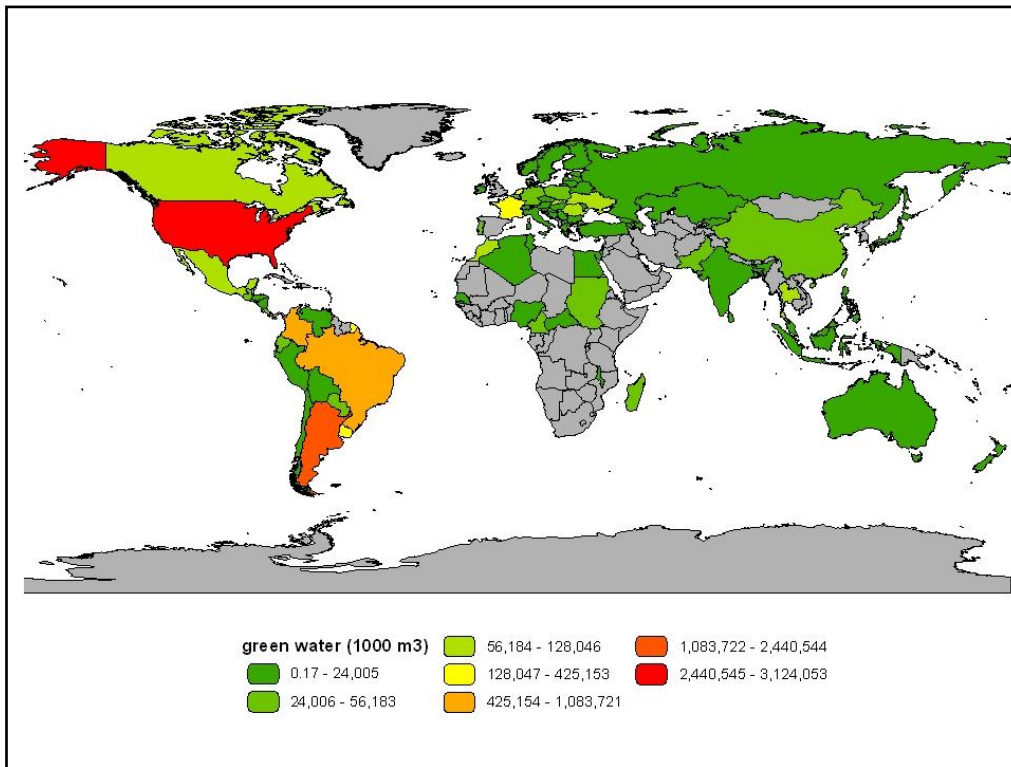 green water (1000 m3)
0.17 - 24,005
24,006 - 56,183
56,184 - 128,046
128,047 - 425,153
425,154 - 1,083,721
1,083,722 - 2,440,544
2,440,545 - 3,124,053